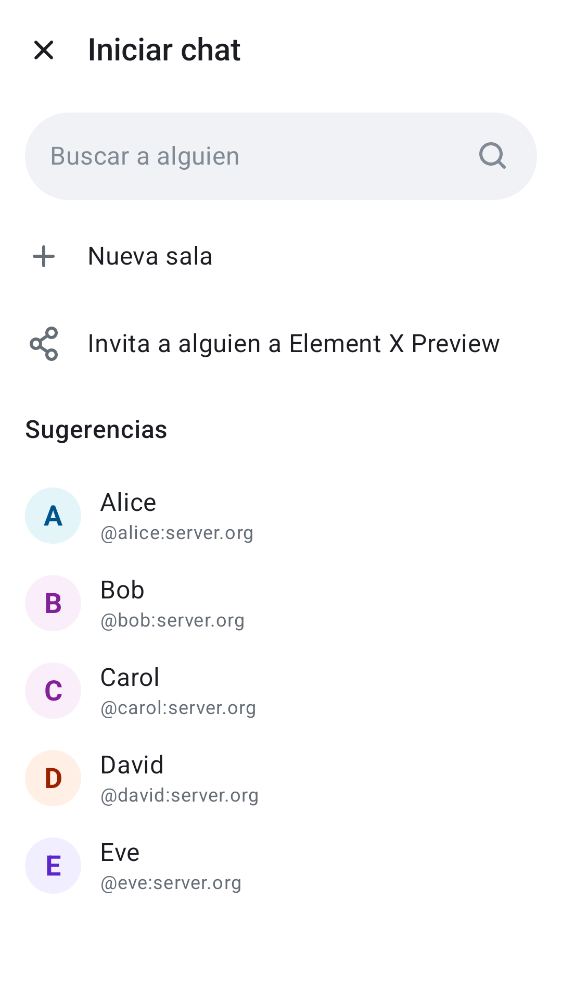 Iniciar chat
Buscar a alguien
Nueva sala
Invita a alguien a Element X Preview
Sugerencias
A
Alice
@alice:server.org
B
Bob
@bob:server.org
C
Carol
@carol:server.org
D
David
@david:server.org
E
Eve
@eve:server.org